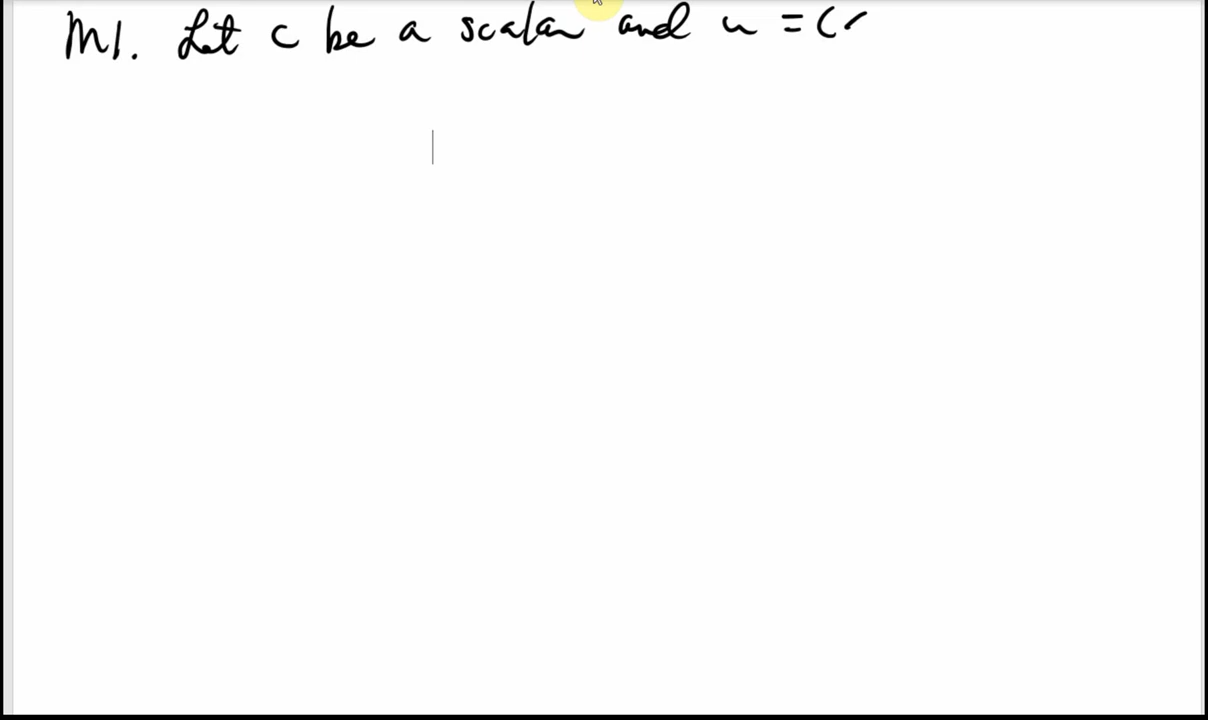 M1. Let c be a scalar and u = (